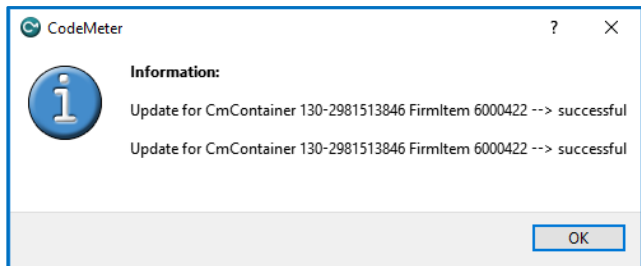 CodeMeter
?
Information:
Update for CmContainer 130-2981513846 FirmItem 6000422 --> successful
Update for CmContainer 130-2981513846 FirmItem 6000422 --> successful
OK